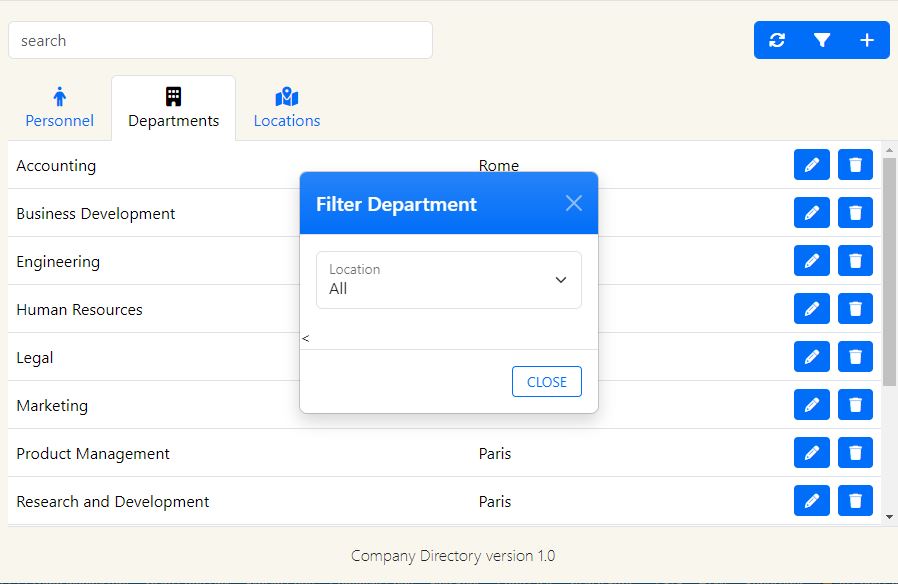 search
Personnel
Departments
Locations
Accounting Rome
Business Development
Engineering
Human Resources
Legal
Marketing
Product Management Paris
Research and Development Paris
Filter Department
Location
All
<
CLOSE
Company Directory version 1.0